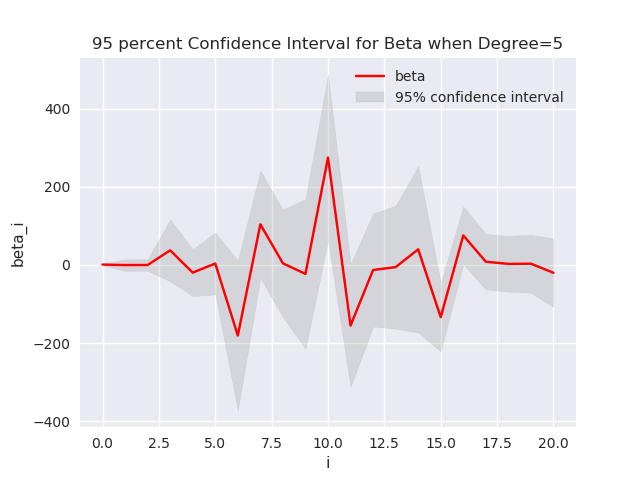 95 percent Confidence Interval for Beta when Degree=5
beta
95% confidence interval
400
200
0
−200
−400
beta_i
0.0 2.5 5.0 7.5 10.0 12.5 15.0 17.5 20.0
i